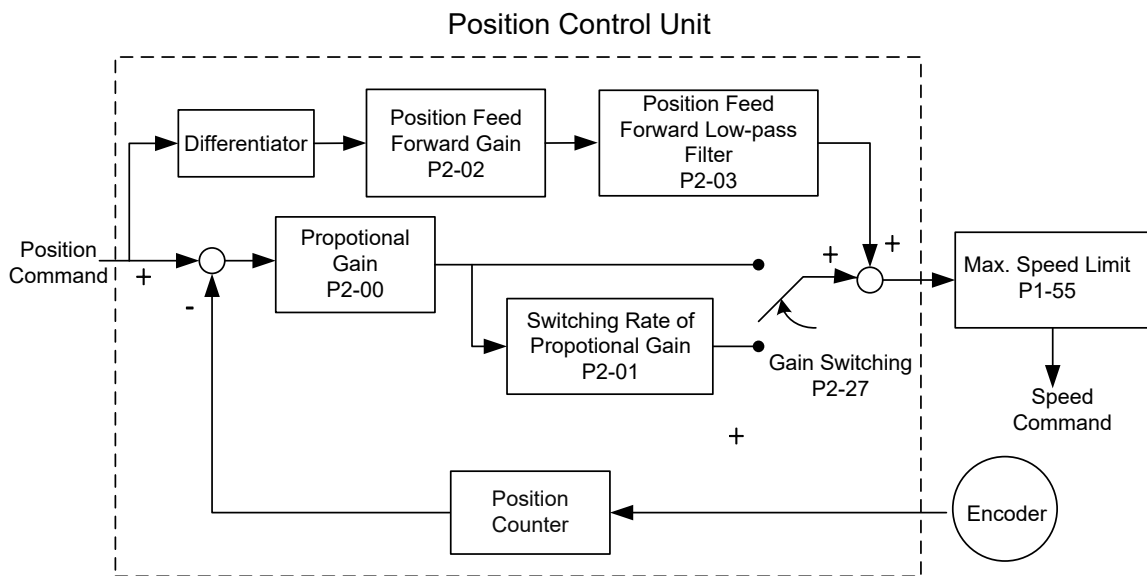 Position Control Unit
Differentiator
Position Feed
Forward Gain
P2-02
Position Feed
Forward Low-pass
Filter
P2-03
Position
Command
+
-
Propotional
Gain
P2-00
Switching Rate of
Propotional Gain
P2-01
+
+
Gain Switching
P2-27
+
Max. Speed Limit
P1-55
Speed
Command
Position
Counter
Encoder